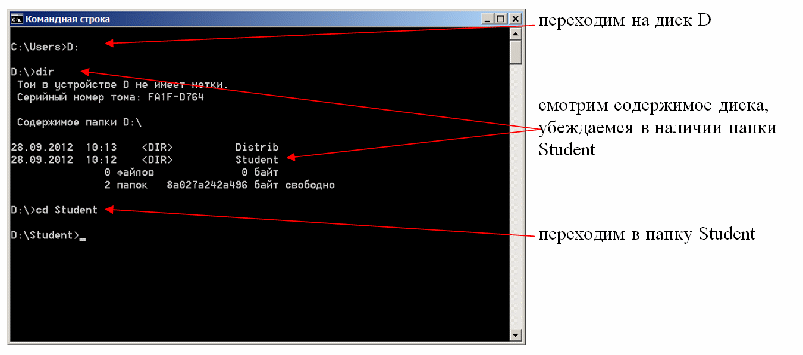 Командная строка
C:\Users>D:
D:\>dir
Том в устройстве D не имеет метки.
Серийный номер тома: FA1F-D764
Содержимое папки D:\
28.09.2012 10:13 <DIR> Distrib
28.09.2012 10:12 <DIR> Student
0 файлов 0 байт
2 папок 8a027a242a496 байт свободно
D:\>cd Student
D:\Student>_
переходим на диск D
смотрим содержимое диска,
убеждаемся в наличии папки
Student
переходим в папку Student